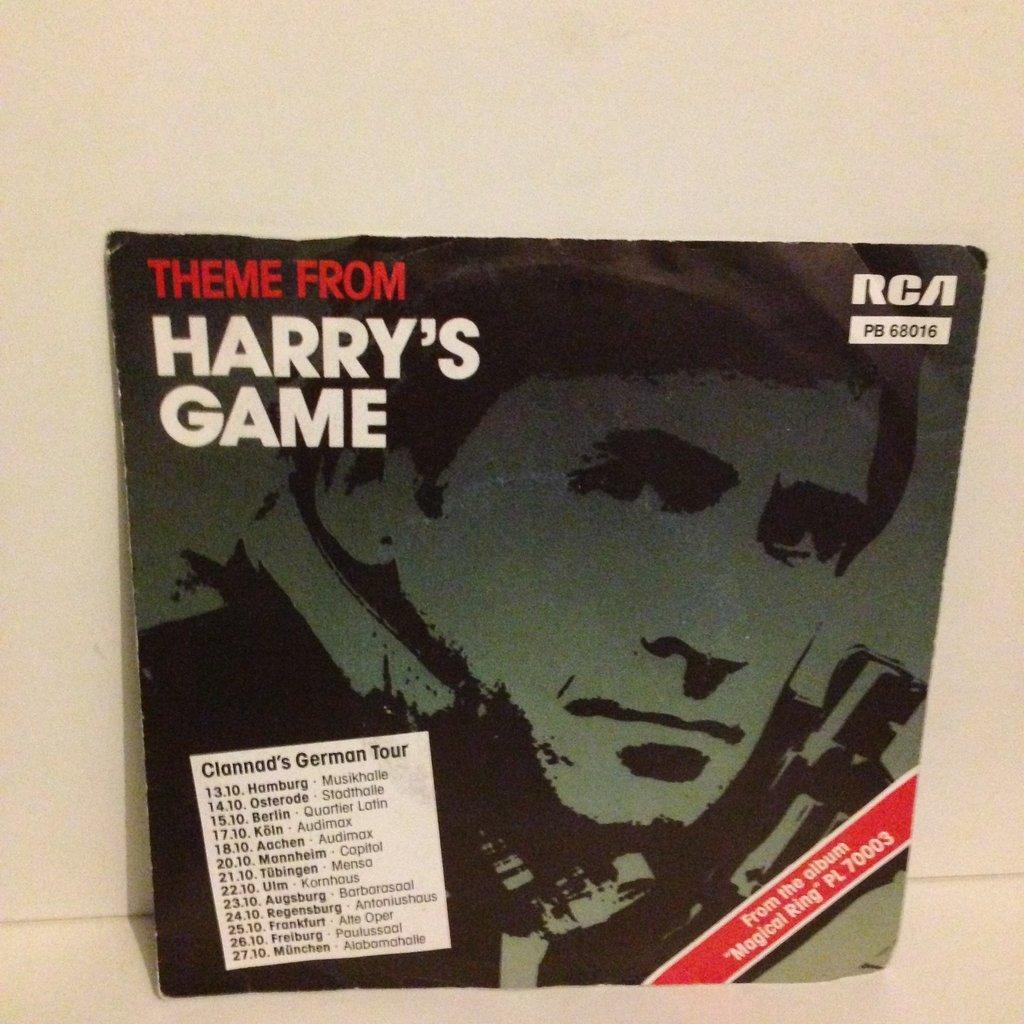 THEME FROM
HARRY'S
GAME
RCA
PB 68016
Clannad's German Tour
13.10. Hamburg · Musikhalle
14.10. Osterode · Stadthalle
15.10. Berlin · Quartier Latin
17.10. Köln · Audimax
18.10. Aachen · Audimax
20.10. Mannheim · Capitol
21.10. Tübingen · Mensa
22.10. Ulm · Kornhaus
23.10. Augsburg · Barbarasaal
24.10. Regensburg · Antoniushaus
25.10. Frankfurt · Alte Oper
26.10. Freiburg · Paulussaal
27.10. München · Alabamahalle
From the album
"Magical Ring" PL 70003